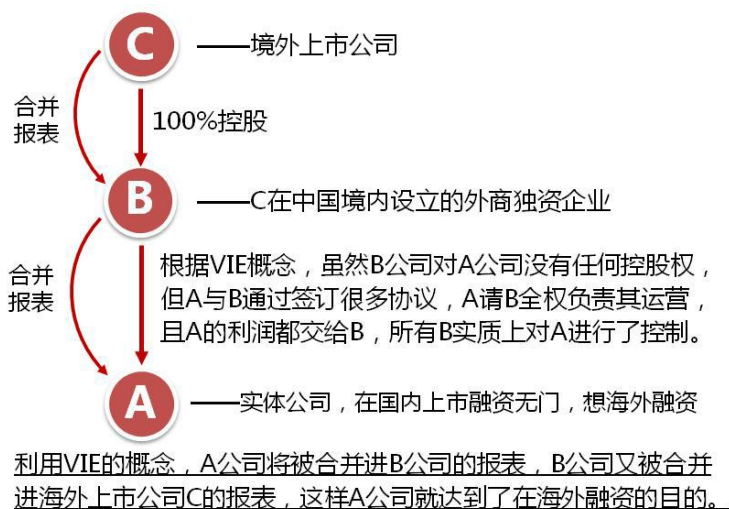 C
——境外上市公司
合并
报表
100%控股
B
——C在中国境内设立的外商独资企业
合并
报表
根据VIE概念，虽然B公司对A公司没有任何控股权，
但A与B通过签订很多协议，A请B全权负责其运营，
且A的利润都交给B，所有B实质上对A进行了控制。
A
——实体公司，在国内上市融资无门，想海外融资
利用VIE的概念，A公司将被合并进B公司的报表，B公司又被合并
进海外上市公司C的报表，这样A公司就达到了在海外融资的目的。